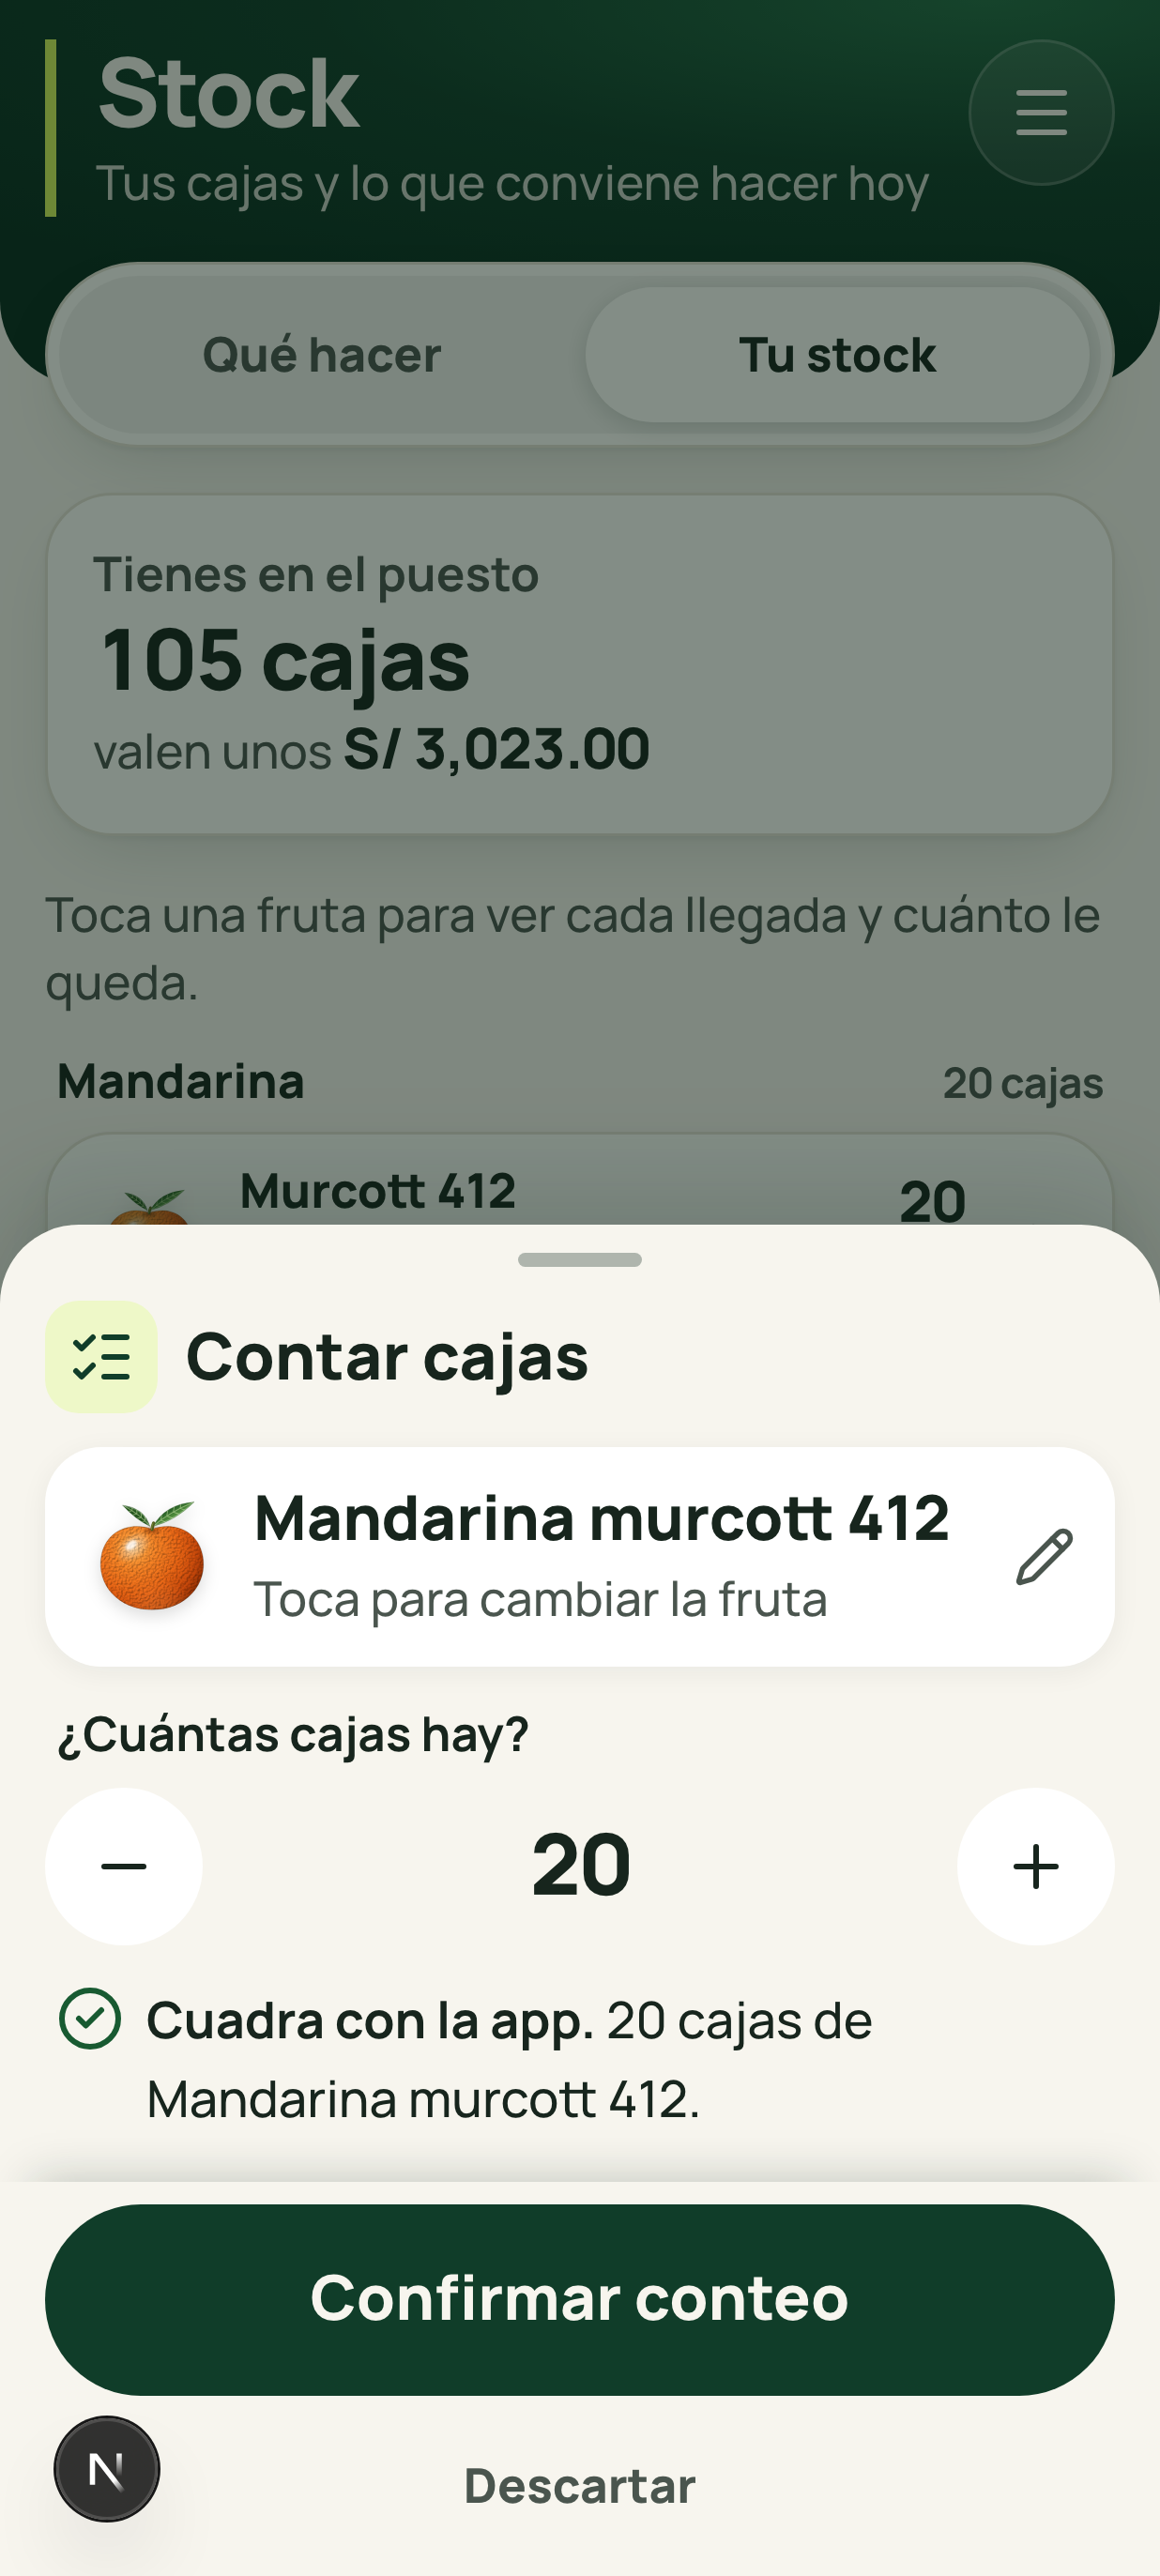 Stock
Tus cajas y lo que conviene hacer hoy
Qué hacer
Tu stock
Tienes en el puesto
105 cajas
valen unos S/ 3,023.00
Toca una fruta para ver cada llegada y cuánto le
queda.
Mandarina
20 cajas
Murcott 412
20
Contar cajas
Mandarina murcott 412
Toca para cambiar la fruta
¿Cuántas cajas hay?
20
Cuadra con la app. 20 cajas de
Mandarina murcott 412.
Confirmar conteo
N
Descartar